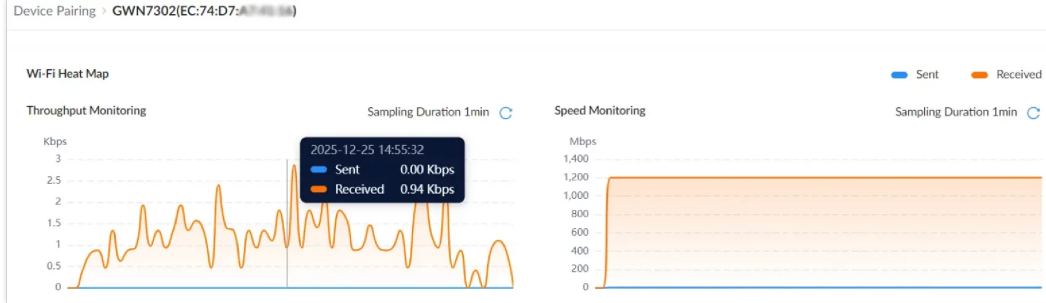 Device Pairing > GWN7302(EC:74:D7:
Wi-Fi Heat Map
Sent Received
Throughput Monitoring
Sampling Duration 1min
Kbps
3
2.5
2
1.5
1
0.5
0
2025-12-25 14:55:32
Sent 0.00 Kbps
Received 0.94 Kbps
Speed Monitoring
Sampling Duration 1min
Mbps
1,400
1,200
1,000
800
600
400
200
0